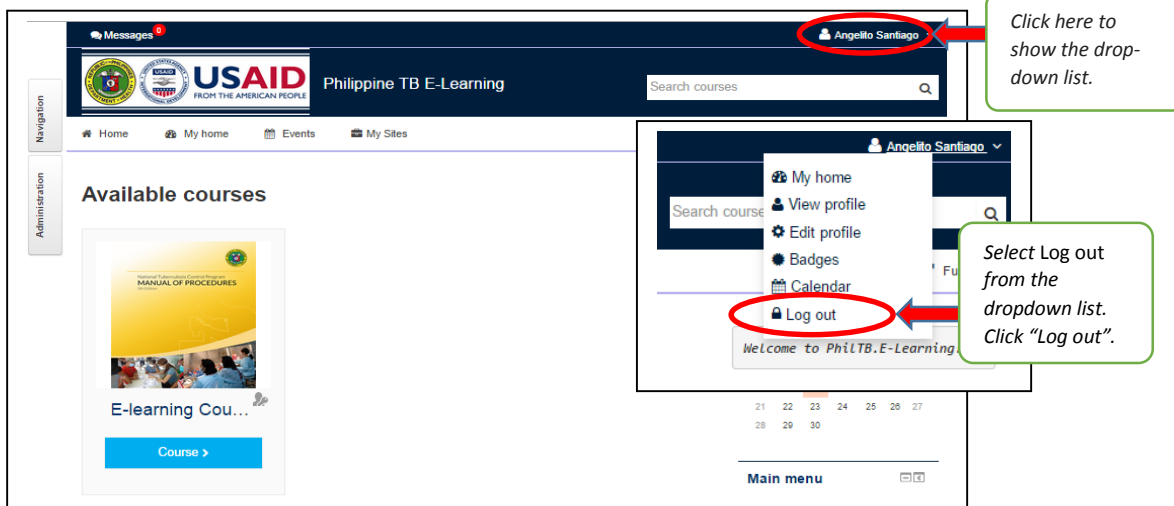 Messages 0
Angelito Santiago
Click here to
show the drop-
down list.
USAID
FROM THE AMERICAN PEOPLE
Philippine TB E-Learning
Search courses
Navigation
Home My home Events My Sites
Administration
Available courses
National Tuberculosis Control Program
MANUAL OF PROCEDURES
E-learning Cou...
Course >
Angelito Santiago
My home
Search course
View profile
Edit profile
Badges
Fu
Calendar
Log out
Select Log out
from the
dropdown list.
Click “Log out”.
Welcome to PhilTB.E-Learning
21 22 23 24 25 26 27
28 29 30
Main menu